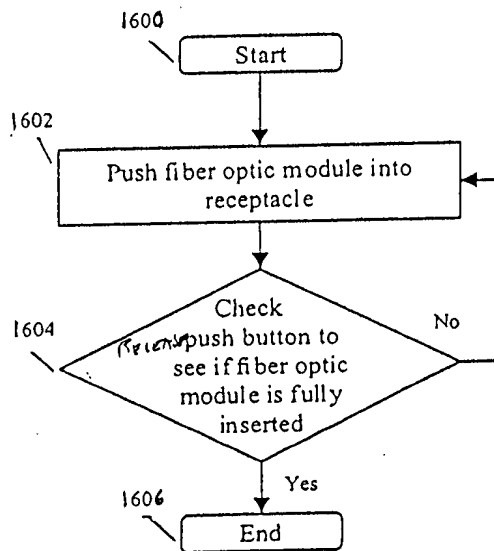 1600
Start
1602
Push fiber optic module into
receptacle
1604
Check
RELEASE push button to
see if fiber optic
module is fully
inserted
No
Yes
1606
End